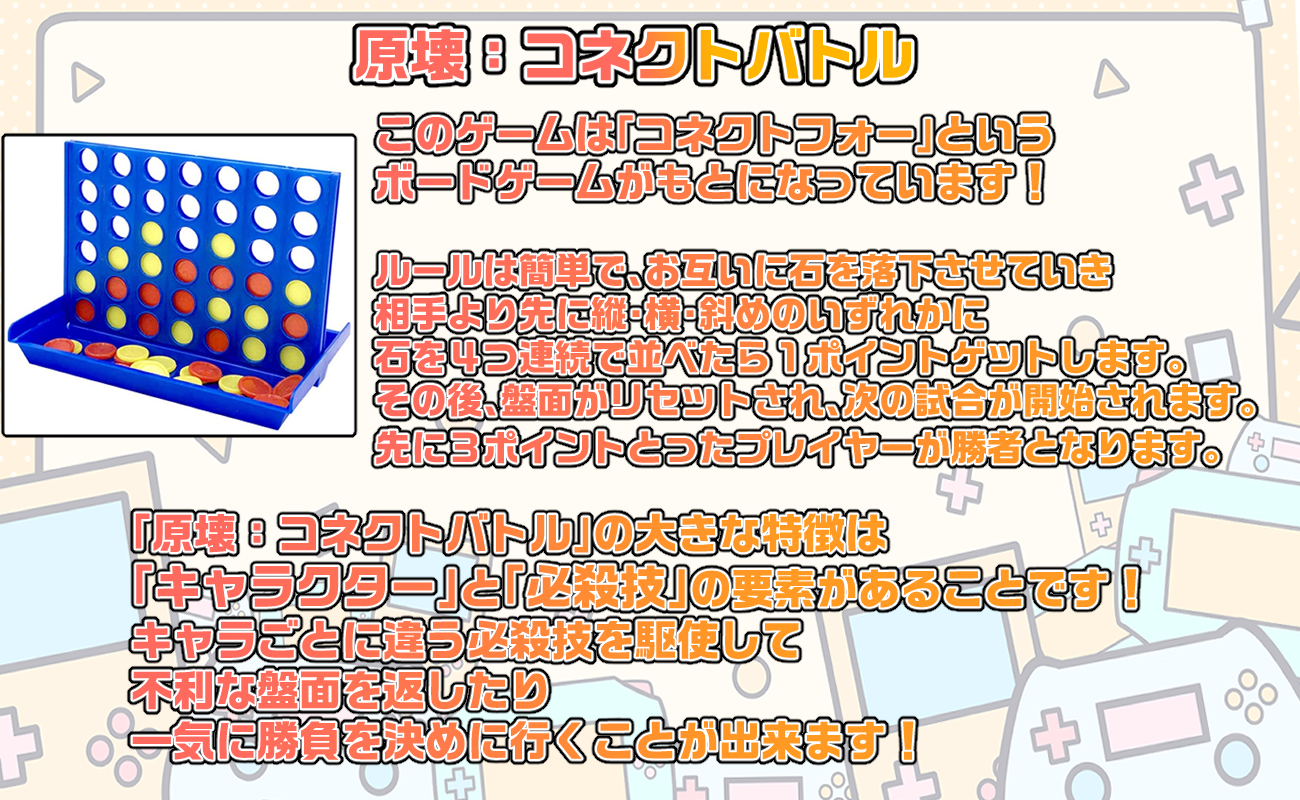 原壊：コネクトバトル
このゲームは「コネクトフォー」という
ボードゲームがもとになっています！
ルールは簡単で、お互いに石を落下させていき
相手より先に縦・横・斜めのいずれかに
石を４つ連続で並べたら１ポイントゲットします。
その後、盤面がリセットされ、次の試合が開始されます。
先に３ポイントとったプレイヤーが勝者となります。
「原壊：コネクトバトル」の大きな特徴は
「キャラクター」と「必殺技」の要素があることです！
キャラごとに違う必殺技を駆使して
不利な盤面を返したり
一気に勝負を決めに行くことが出来ます！